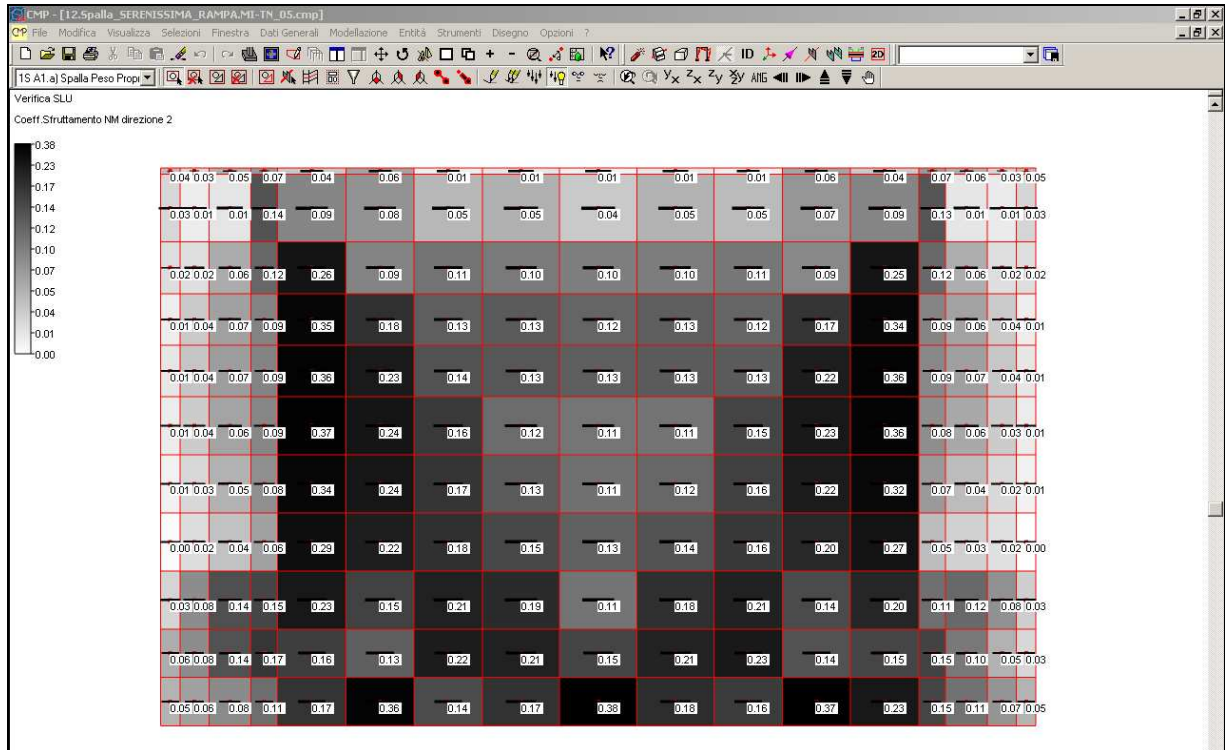 CMP - [12.Spalla_SERENISSIMA_RAMPA.MI-TN_05.cmp]
CMP File Modifica Visualizza Selezioni Finestra Dati Generali Modellazione Entità Strumenti Disegno Opzioni ?
ID 2D
1S A1.a) Spalla Peso Propi
Verifica SLU
Coeff.Sfruttamento NM direzione 2
0.38
0.23
0.17
0.14
0.12
0.10
0.07
0.05
0.04
0.01
0.00
0.04 0.03 0.05 0.07 0.04 0.06 0.01 0.01 0.01 0.01 0.01 0.06 0.04 0.07 0.06 0.03 0.05
0.03 0.01 0.01 0.14 0.09 0.08 0.05 0.05 0.04 0.05 0.05 0.07 0.09 0.13 0.01 0.01 0.03
0.02 0.02 0.06 0.12 0.26 0.09 0.11 0.10 0.10 0.10 0.11 0.09 0.25 0.12 0.06 0.02 0.02
0.01 0.04 0.07 0.09 0.35 0.18 0.13 0.13 0.12 0.13 0.12 0.17 0.34 0.09 0.06 0.04 0.01
0.01 0.04 0.07 0.09 0.36 0.23 0.14 0.13 0.13 0.13 0.13 0.22 0.36 0.09 0.07 0.04 0.01
0.01 0.04 0.06 0.09 0.37 0.24 0.16 0.12 0.11 0.11 0.15 0.23 0.36 0.08 0.06 0.03 0.01
0.01 0.03 0.05 0.08 0.34 0.24 0.17 0.13 0.11 0.12 0.16 0.22 0.32 0.07 0.04 0.02 0.01
0.00 0.02 0.04 0.06 0.29 0.22 0.18 0.15 0.13 0.14 0.16 0.20 0.27 0.05 0.03 0.02 0.00
0.03 0.08 0.14 0.15 0.23 0.15 0.21 0.19 0.11 0.18 0.21 0.14 0.20 0.11 0.12 0.08 0.03
0.06 0.08 0.14 0.17 0.16 0.13 0.22 0.21 0.15 0.21 0.23 0.14 0.15 0.15 0.10 0.05 0.03
0.05 0.06 0.08 0.11 0.17 0.36 0.14 0.17 0.38 0.18 0.16 0.37 0.23 0.15 0.11 0.07 0.05